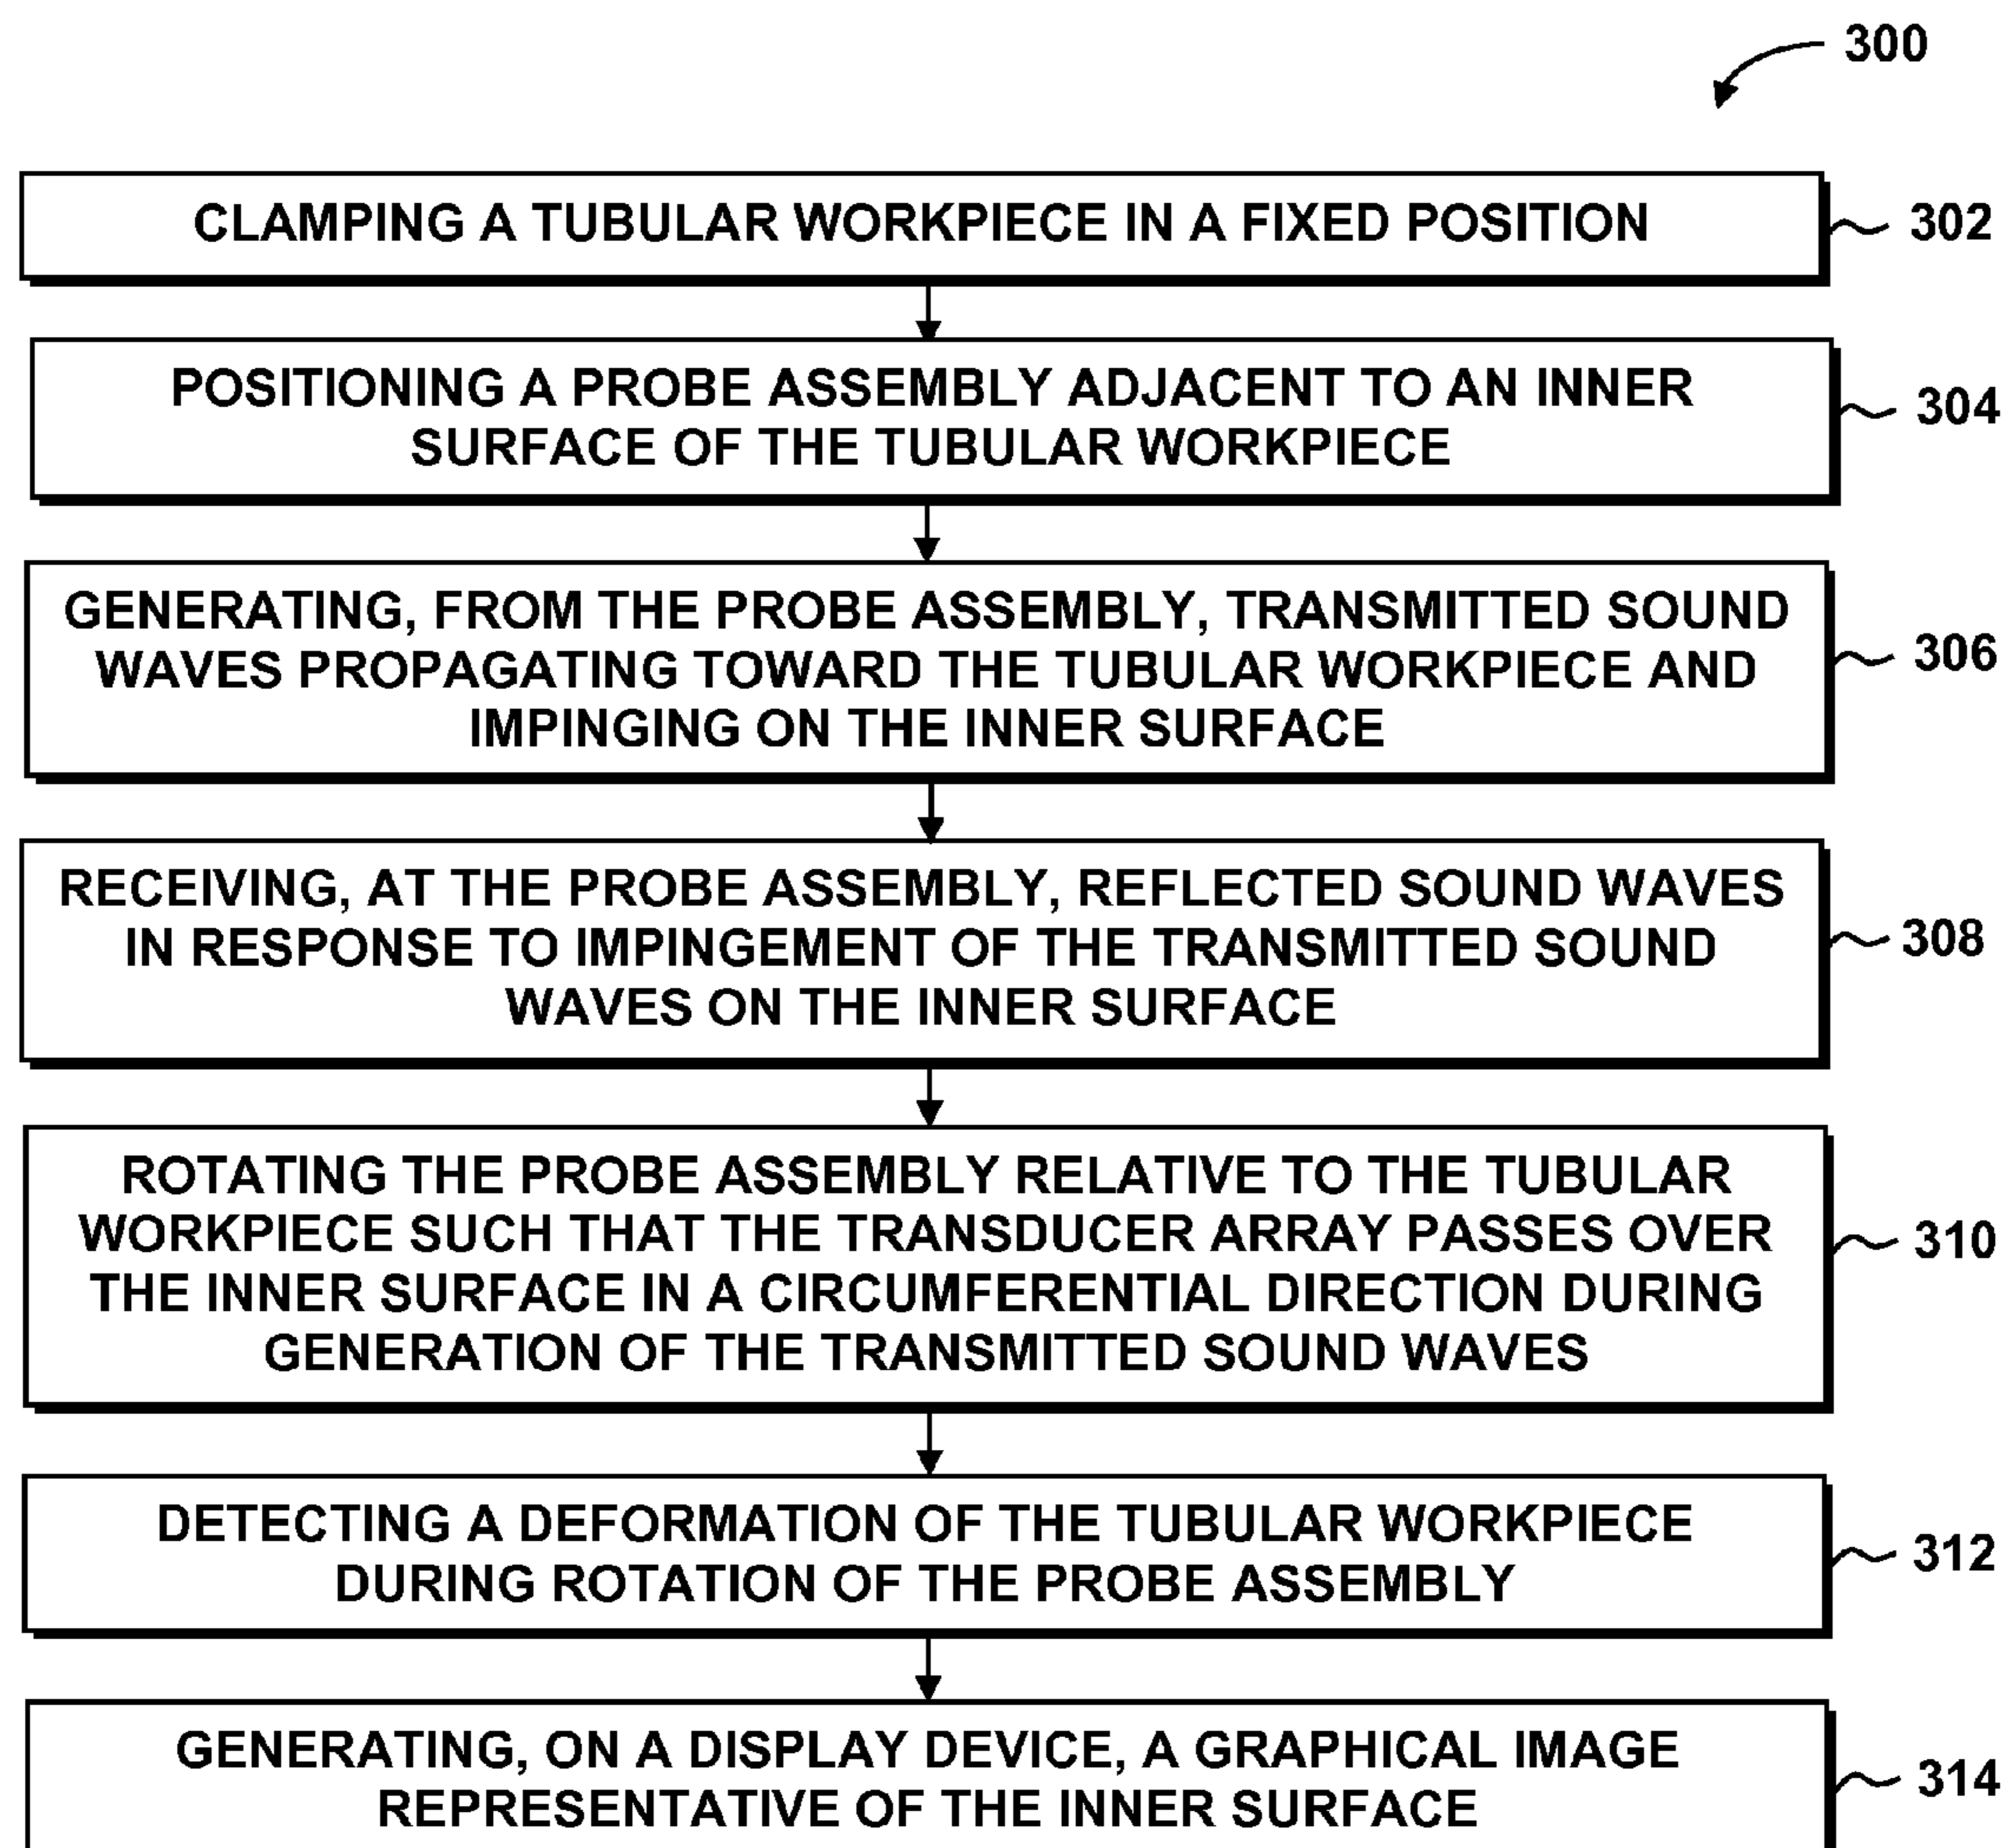 300
CLAMPING A TUBULAR WORKPIECE IN A FIXED POSITION
302
POSITIONING A PROBE ASSEMBLY ADJACENT TO AN INNER
SURFACE OF THE TUBULAR WORKPIECE
304
GENERATING, FROM THE PROBE ASSEMBLY, TRANSMITTED SOUND
WAVES PROPAGATING TOWARD THE TUBULAR WORKPIECE AND
IMPINGING ON THE INNER SURFACE
306
RECEIVING, AT THE PROBE ASSEMBLY, REFLECTED SOUND WAVES
IN RESPONSE TO IMPINGEMENT OF THE TRANSMITTED SOUND
WAVES ON THE INNER SURFACE
308
ROTATING THE PROBE ASSEMBLY RELATIVE TO THE TUBULAR
WORKPIECE SUCH THAT THE TRANSDUCER ARRAY PASSES OVER
THE INNER SURFACE IN A CIRCUMFERENTIAL DIRECTION DURING
GENERATION OF THE TRANSMITTED SOUND WAVES
310
DETECTING A DEFORMATION OF THE TUBULAR WORKPIECE
DURING ROTATION OF THE PROBE ASSEMBLY
312
GENERATING, ON A DISPLAY DEVICE, A GRAPHICAL IMAGE
REPRESENTATIVE OF THE INNER SURFACE
314